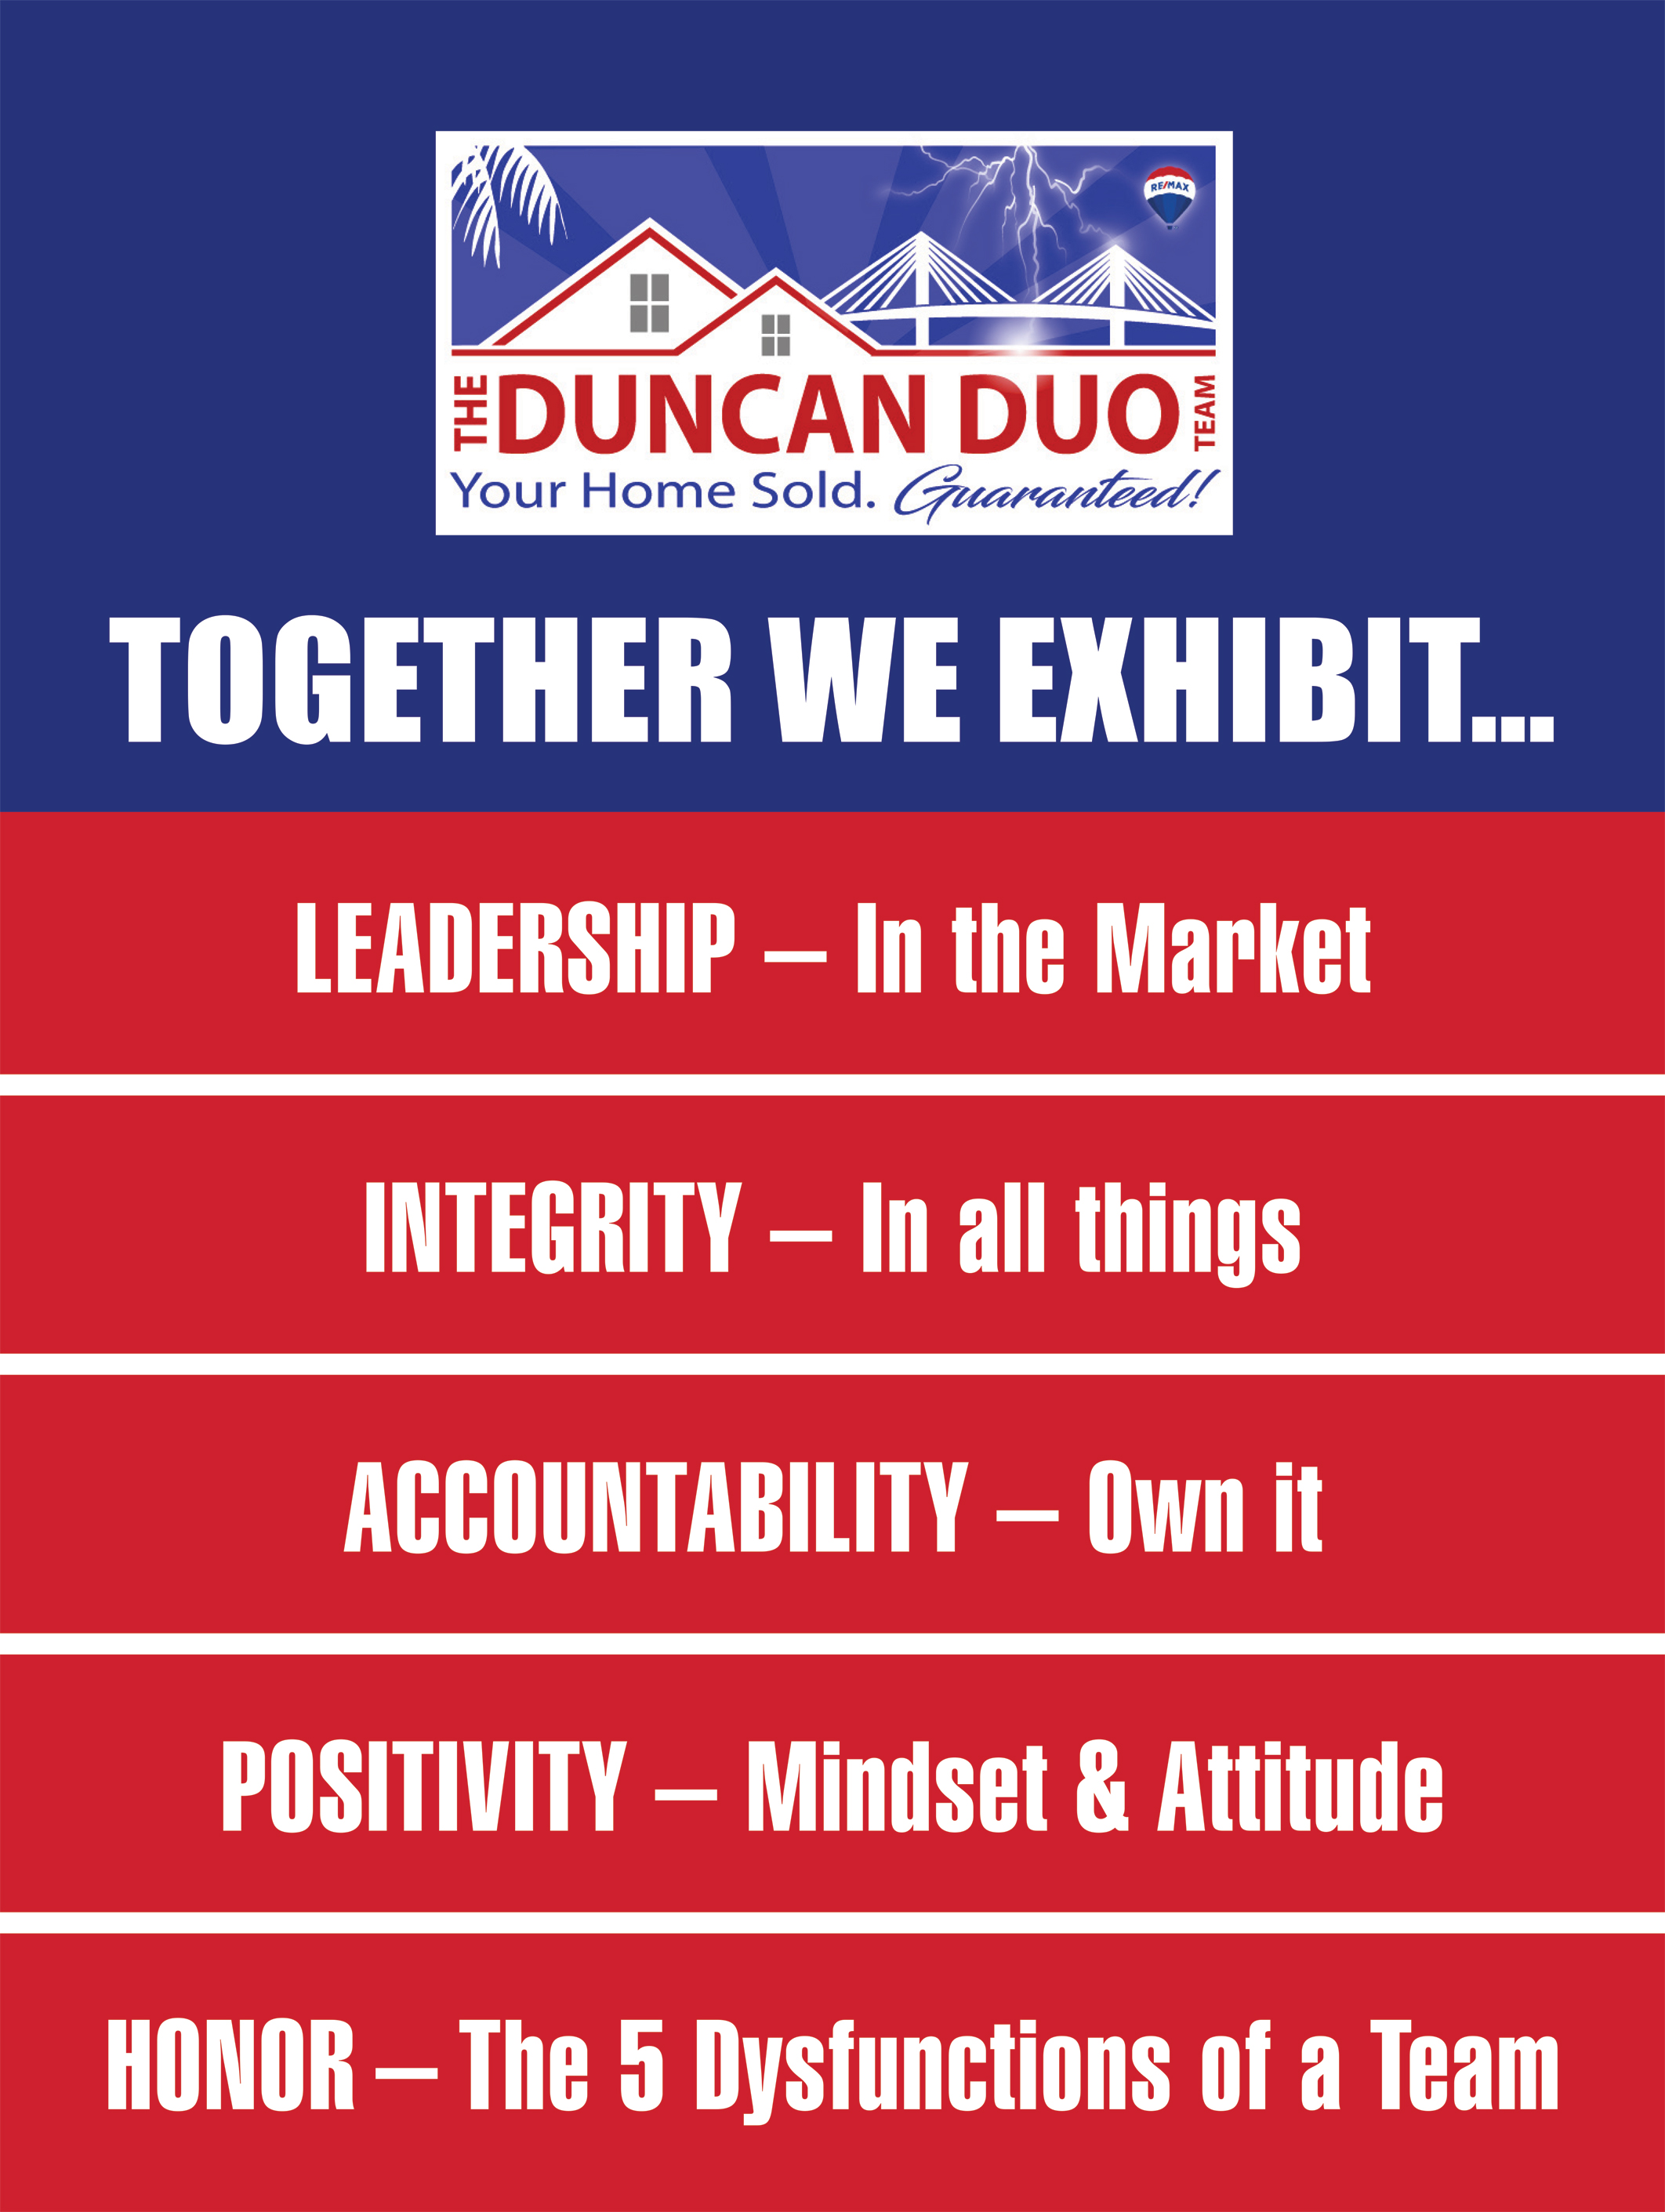 RE/MAX
THE DUNCAN DUO TEAM
Your Home Sold. Guaranteed!
TOGETHER WE EXHIBIT...
LEADERSHIP – In the Market
INTEGRITY – In all things
ACCOUNTABILITY – Own it
POSITIVITY – Mindset & Attitude
HONOR – The 5 Dysfunctions of a Team